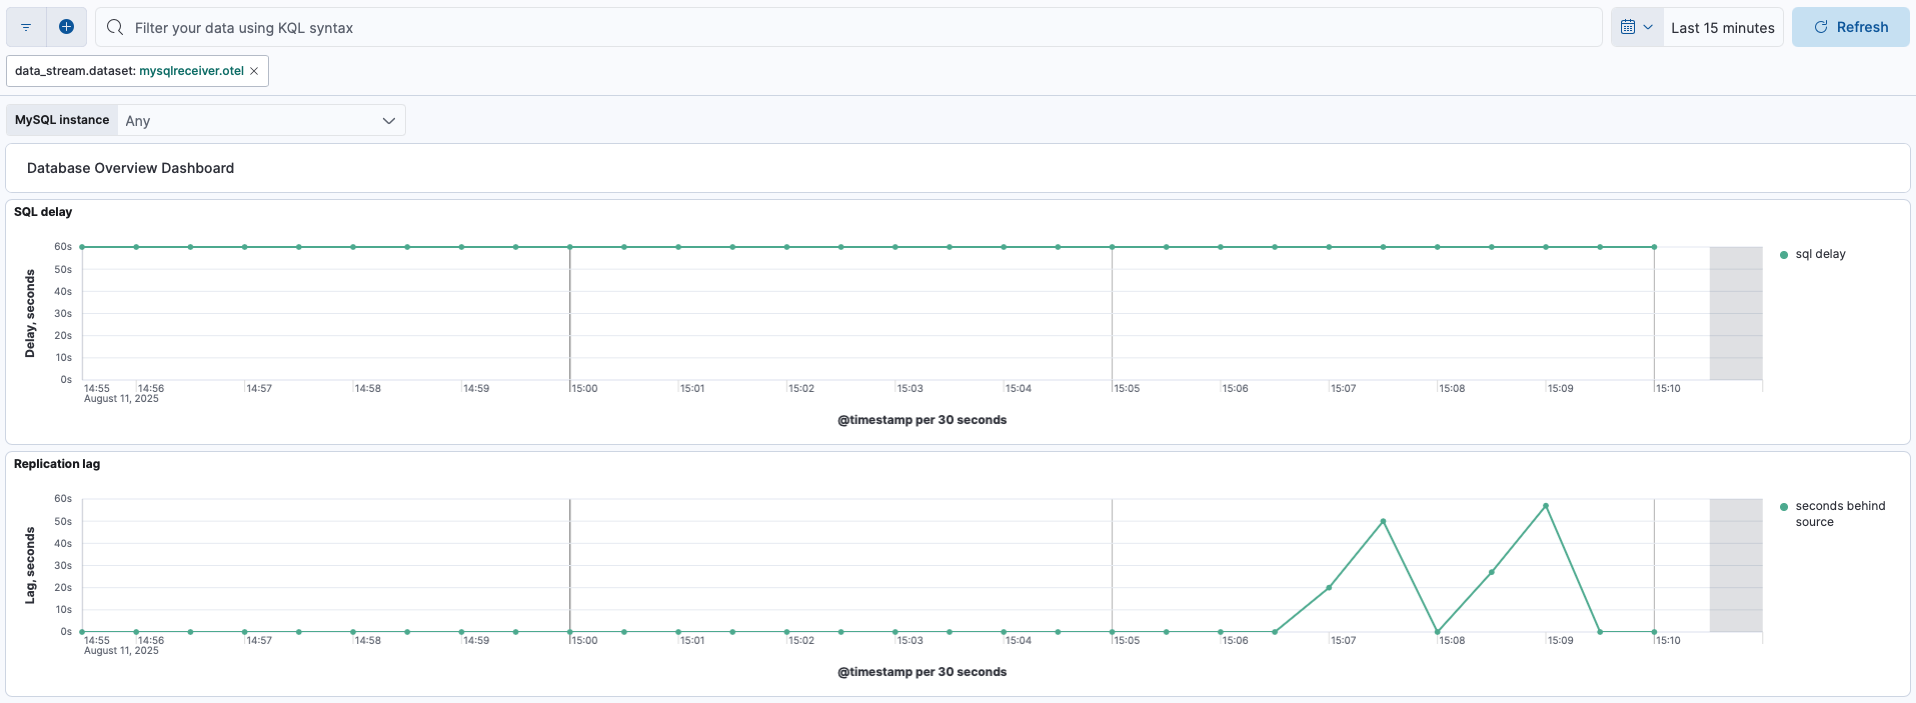 Filter your data using KQL syntax
Last 15 minutes
Refresh
data_stream.dataset: mysqlreceiver.otel
MySQL instance Any
Database Overview Dashboard
SQL delay
60s
50s
40s
30s
20s
10s
0s
Delay, seconds
14:55 14:56 14:57 14:58 14:59 15:00 15:01 15:02 15:03 15:04 15:05 15:06 15:07 15:08 15:09 15:10
August 11, 2025
@timestamp per 30 seconds
sql delay
Replication lag
60s
50s
40s
30s
20s
10s
0s
Lag, seconds
14:55 14:56 14:57 14:58 14:59 15:00 15:01 15:02 15:03 15:04 15:05 15:06 15:07 15:08 15:09 15:10
August 11, 2025
@timestamp per 30 seconds
seconds behind
source